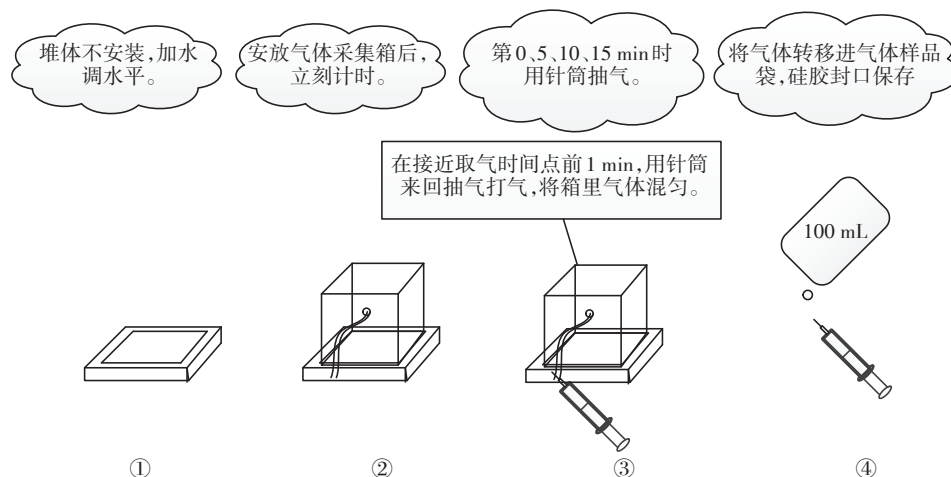 堆体不安装,加水
调水平。
安放气体采集箱后,
立刻计时。
第0、5、10、15 min时
用针筒抽气。
将气体转移进气体样品
袋,硅胶封口保存
在接近取气时间点前1 min,用针筒
来回抽气打气,将箱里气体混匀。
100 mL
①
②
③
④